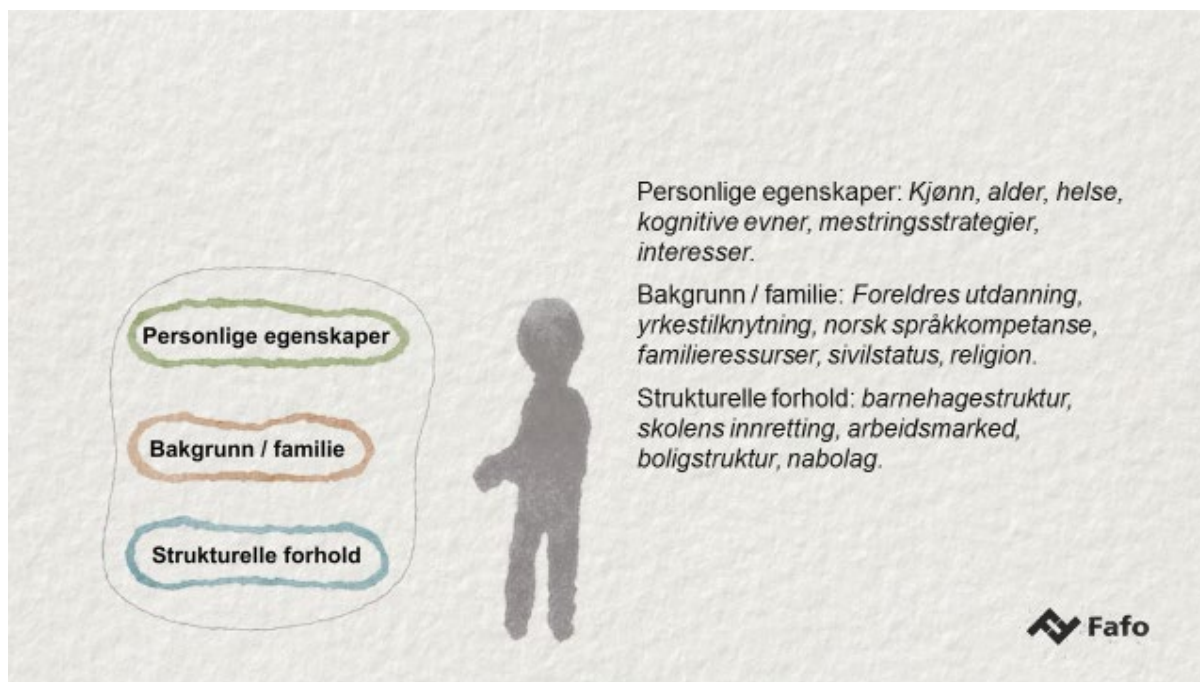 Personlige egenskaper
Bakgrunn / familie
Strukturelle forhold
Personlige egenskaper: Kjønn, alder, helse,
kognitive evner, mestringsstrategier,
interesser.
Bakgrunn / familie: Foreldres utdanning,
yrkestilknytning, norsk språkkompetanse,
familieressurser, sivilstatus, religion.
Strukturelle forhold: barnehagestruktur,
skolens innretting, arbeidsmarked,
boligstruktur, nabolag.
Fafo